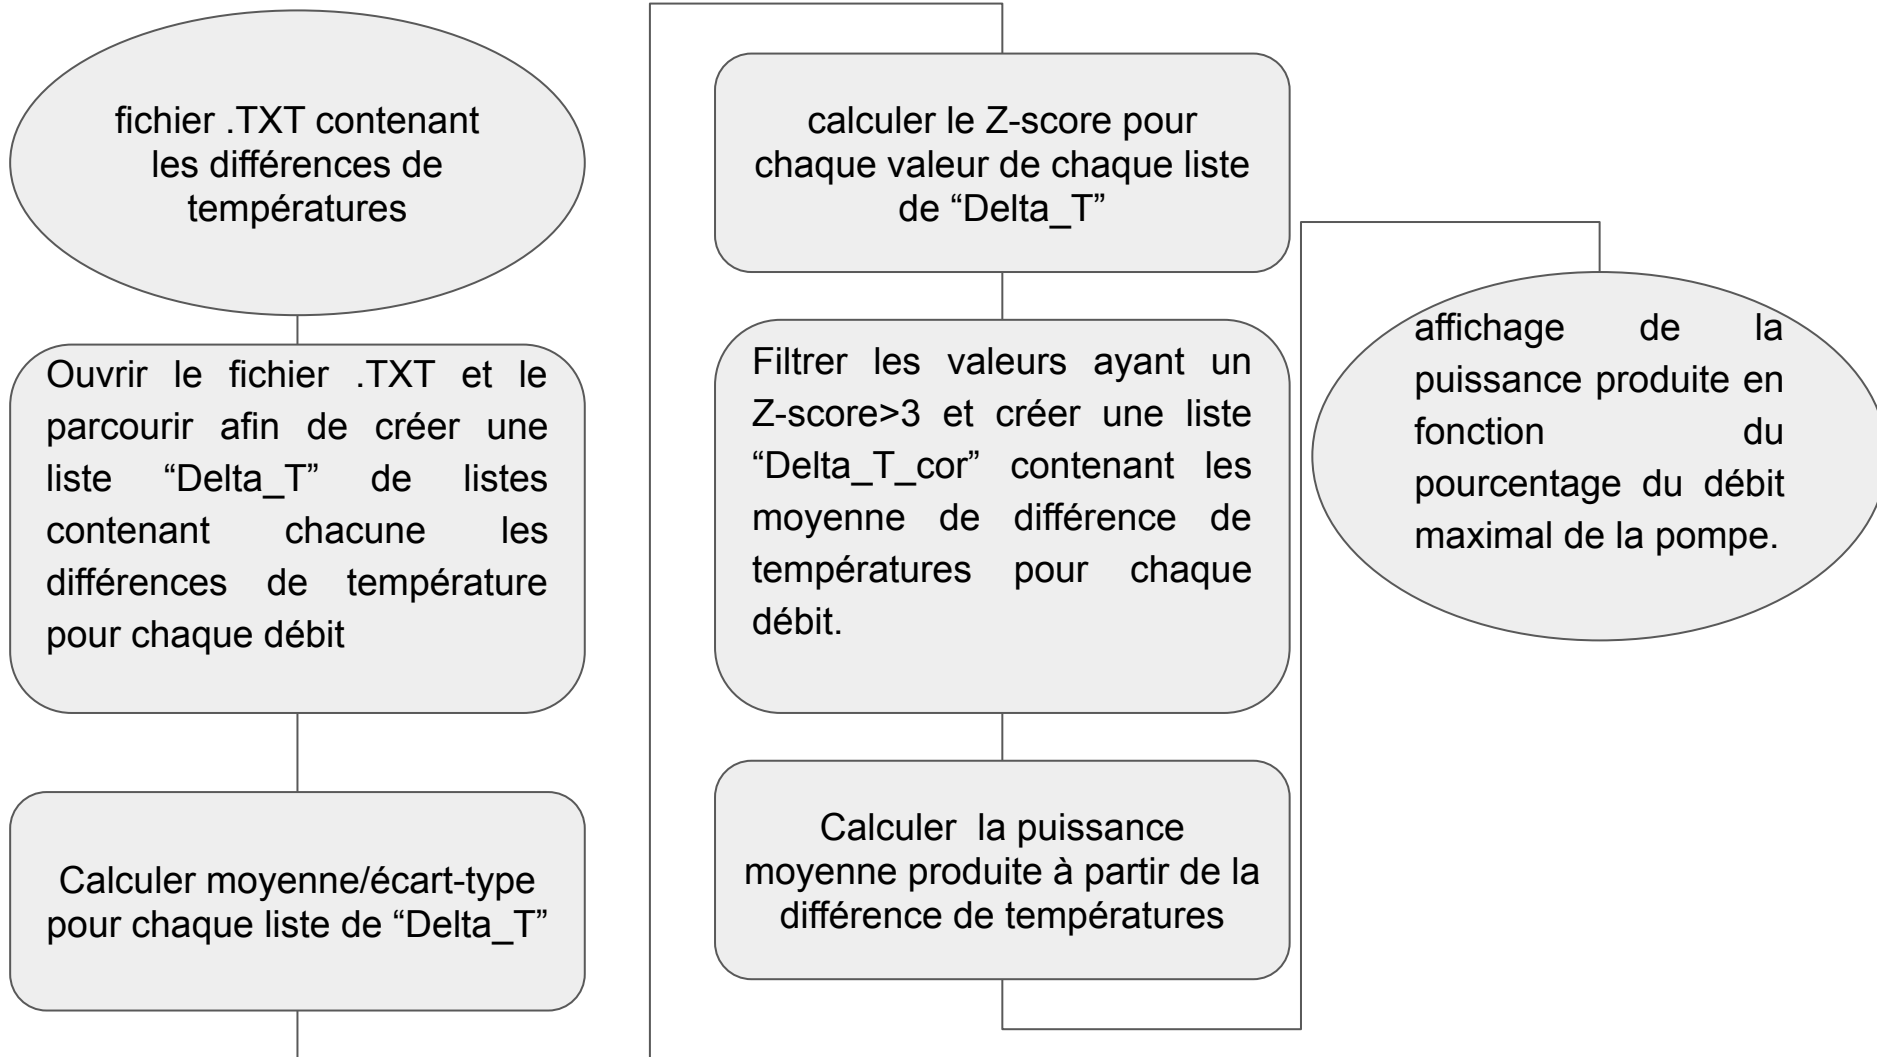 fichier .TXT contenant
les différences de
températures
Ouvrir le fichier .TXT et le
parcourir afin de créer une
liste “Delta_T” de listes
contenant chacune les
différences de température
pour chaque débit
Calculer moyenne/écart-type
pour chaque liste de “Delta_T”
calculer le Z-score pour
chaque valeur de chaque liste
de “Delta_T”
Filtrer les valeurs ayant un
Z-score>3 et créer une liste
“Delta_T_cor” contenant les
moyenne de différence de
températures pour chaque
débit.
Calculer la puissance
moyenne produite à partir de la
différence de températures
affichage de la
puissance produite en
fonction du
pourcentage du débit
maximal de la pompe.